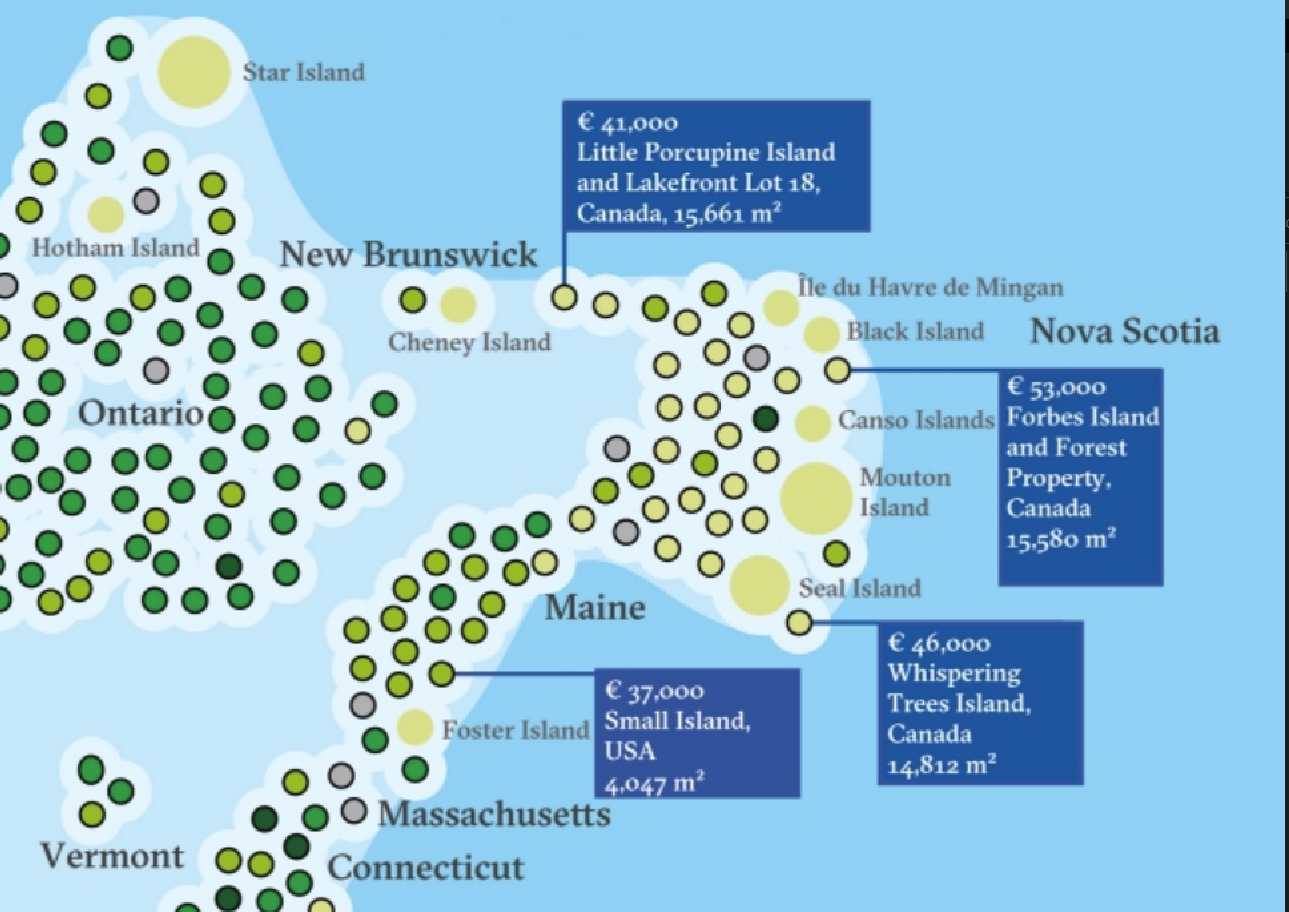 Star Island
€ 41,000
Little Porcupine Island
and Lakefront Lot 18,
Canada, 15,661 m²
Hotham Island
New Brunswick
Cheney Island
Île du Havre de Mingan
Black Island
Nova Scotia
€ 53,000
Forbes Island
and Forest
Property,
Canada
15,580 m²
Ontario
Canso Islands
Mouton
Island
Seal Island
Maine
€ 46,000
Whispering
Trees Island,
Canada
14,812 m²
€ 37,000
Small Island,
USA
4,047 m²
Foster Island
Massachusetts
Vermont
Connecticut